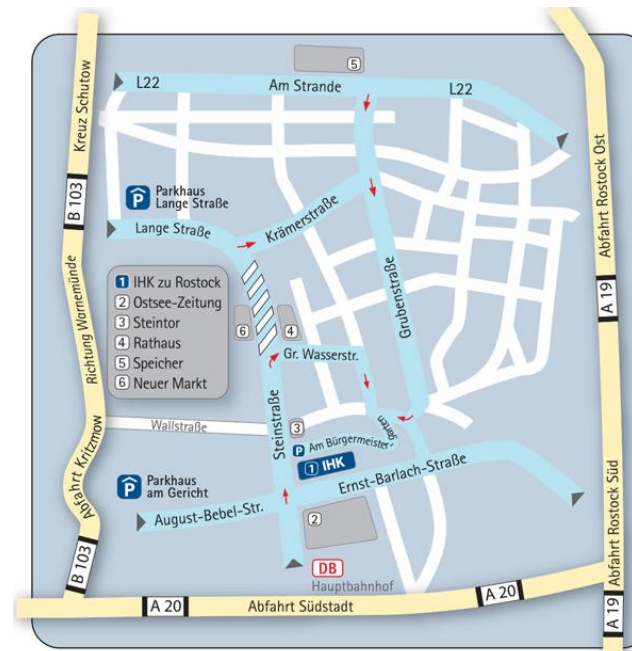 5
L22
Am Strande
L22
Kreuz Schutow
B 103
Richtung Warnemünde
Abfahrt Kritzmow
B 103
P
Parkhaus
Lange Straße
Lange Straße
Krämerstraße
Grubenstraße
Abfahrt Rostock Ost
A 19
1 IHK zu Rostock
2 Ostsee-Zeitung
3 Steintor
4 Rathaus
5 Speicher
6 Neuer Markt
6
4
Gr. Wasserstr.
Steinstraße
Wallstraße
3
P Am Bürgermeister-
garten
1 IHK
P
Parkhaus
am Gericht
August-Bebel-Str.
Ernst-Barlach-Straße
2
DB
Hauptbahnhof
A 20
Abfahrt Südstadt
A 20
Abfahrt Rostock Süd
A 19